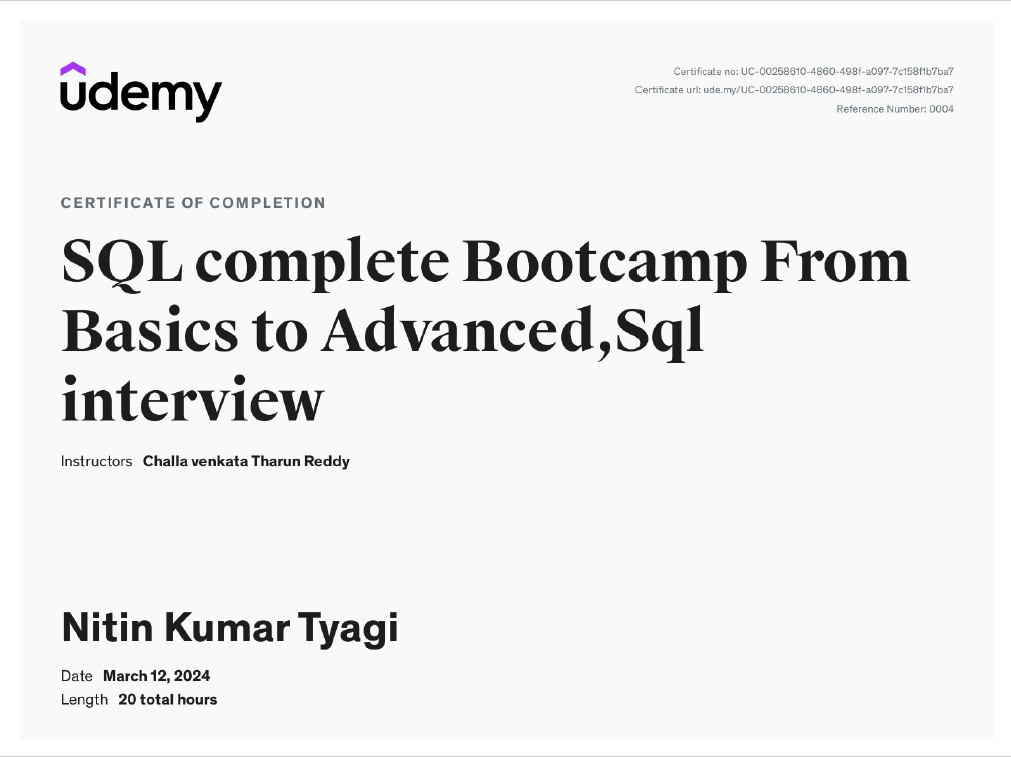 udemy
Certificate no: UC-00258610-4860-498f-a097-7c158f1b7ba7
Certificate url: ude.my/UC-00258610-4860-498f-a097-7c158f1b7ba7
Reference Number: 0004
CERTIFICATE OF COMPLETION
SQL complete Bootcamp From
Basics to Advanced,Sql
interview
Instructors Challa venkata Tharun Reddy
Nitin Kumar Tyagi
Date March 12, 2024
Length 20 total hours